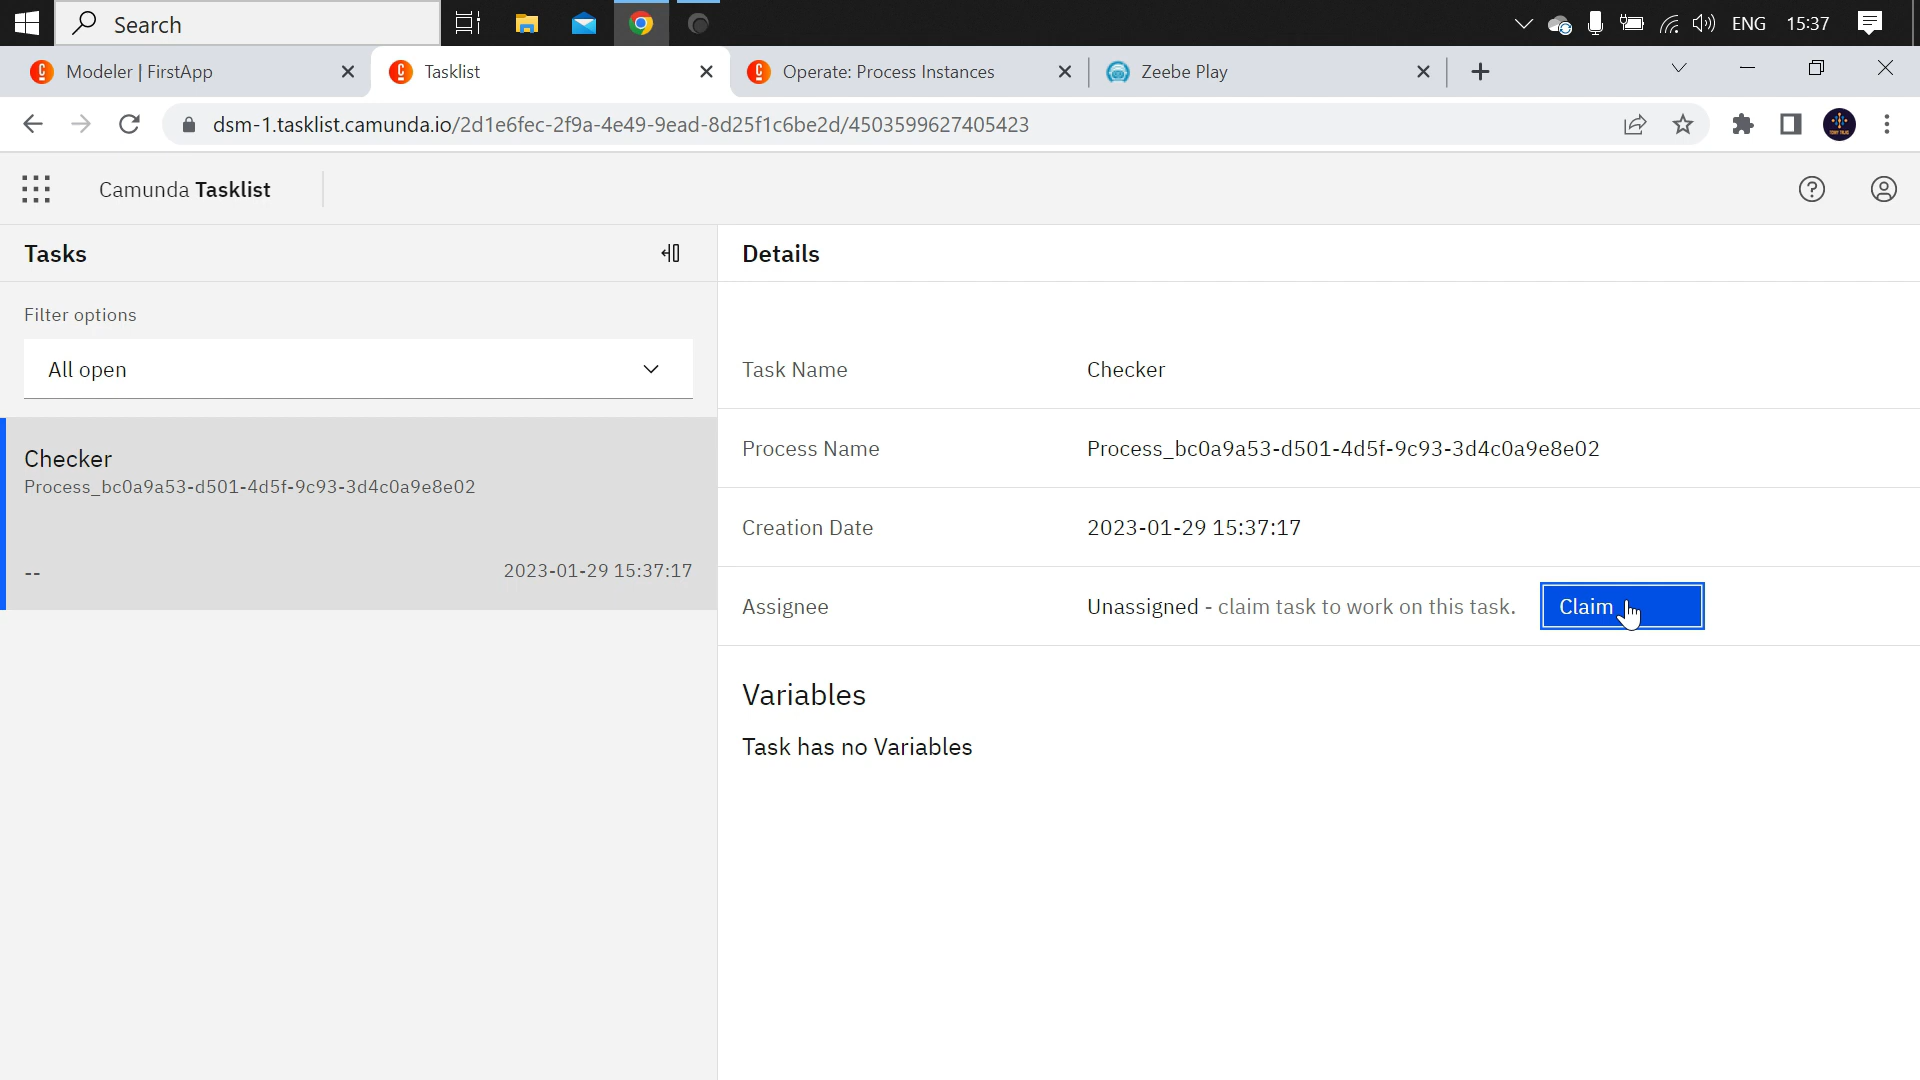 Search
ENG
15:37
Modeler | FirstApp
Tasklist
Operate: Process Instances
Zeebe Play
dsm-1.tasklist.camunda.io/2d1e6fec-2f9a-4e49-9ead-8d25f1c6be2d/4503599627405423
Camunda Tasklist
Tasks
Filter options
All open
Checker
Process_bc0a9a53-d501-4d5f-9c93-3d4c0a9e8e02
--
2023-01-29 15:37:17
Details
Task Name
Checker
Process Name
Process_bc0a9a53-d501-4d5f-9c93-3d4c0a9e8e02
Creation Date
2023-01-29 15:37:17
Assignee
Unassigned - claim task to work on this task.
Claim
Variables
Task has no Variables